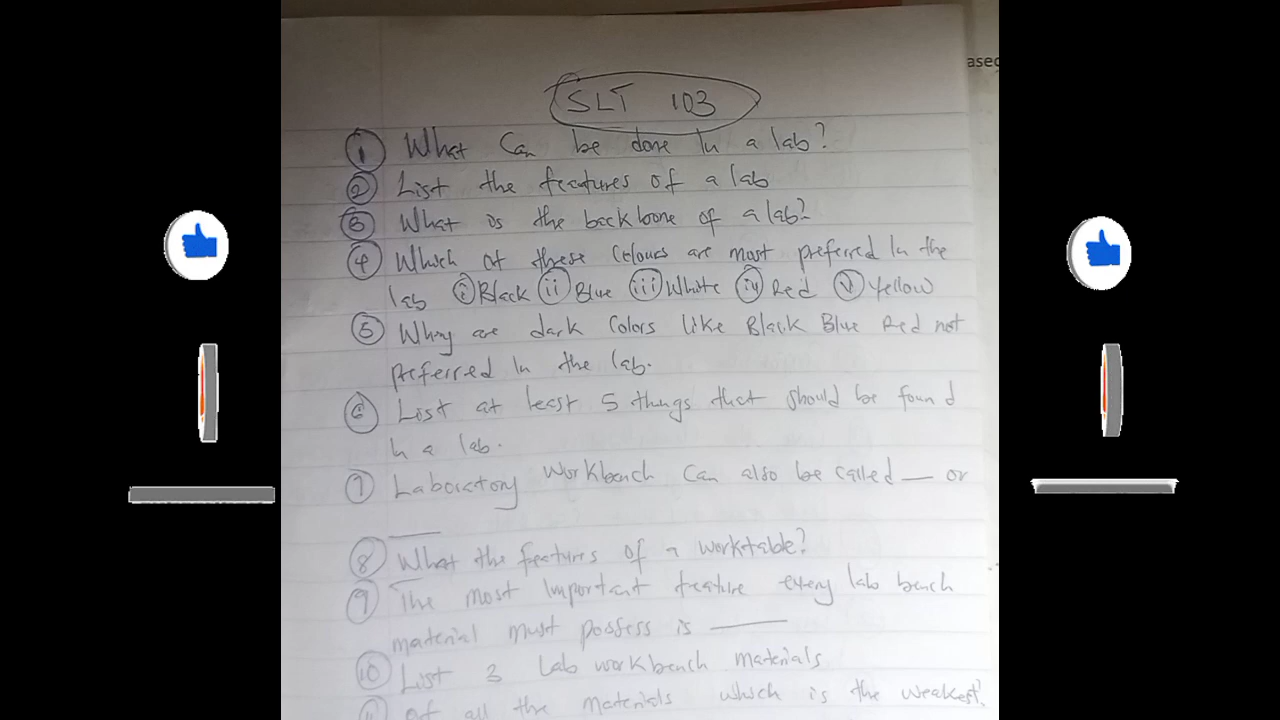 ased
SLT 103
1 What can be done in a lab?
2 List the features of a lab
3 What is the backbone of a lab?
4 Which of these colours are most preferred in the
lab i Black ii Blue iii White iv Red v Yellow
5 Why are dark colors like Black Blue Red not
preferred in the lab.
6 List at least 5 things that should be found
in a lab.
7 Laboratory workbench can also be called __ or
__
8 What the features of a worktable?
9 The most important feature every lab bench
material must possess is ____
10 List 3 Lab workbench materials
11 Of all the materials which is the weakest?